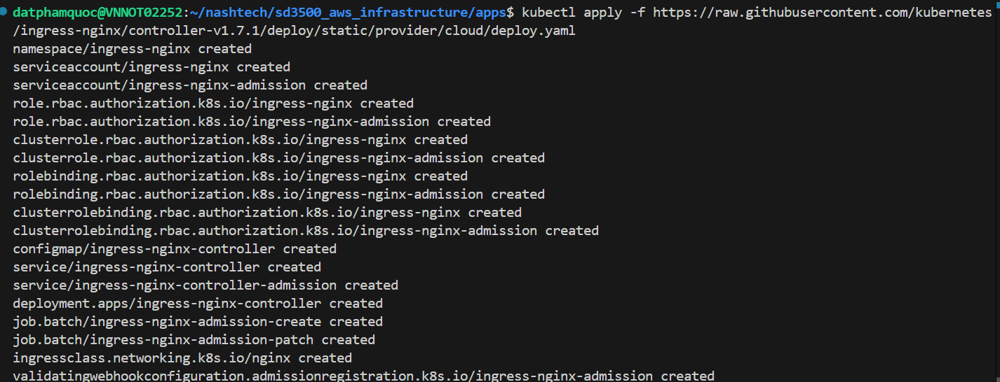 datphamquoc@VNNOT02252:~/nashtech/sd3500_aws_infrastructure/apps$ kubectl apply -f https://raw.githubusercontent.com/kubernetes
/ingress-nginx/controller-v1.7.1/deploy/static/provider/cloud/deploy.yaml
namespace/ingress-nginx created
serviceaccount/ingress-nginx created
serviceaccount/ingress-nginx-admission created
role.rbac.authorization.k8s.io/ingress-nginx created
role.rbac.authorization.k8s.io/ingress-nginx-admission created
clusterrole.rbac.authorization.k8s.io/ingress-nginx created
clusterrole.rbac.authorization.k8s.io/ingress-nginx-admission created
rolebinding.rbac.authorization.k8s.io/ingress-nginx created
rolebinding.rbac.authorization.k8s.io/ingress-nginx-admission created
clusterrolebinding.rbac.authorization.k8s.io/ingress-nginx created
clusterrolebinding.rbac.authorization.k8s.io/ingress-nginx-admission created
configmap/ingress-nginx-controller created
service/ingress-nginx-controller created
service/ingress-nginx-controller-admission created
deployment.apps/ingress-nginx-controller created
job.batch/ingress-nginx-admission-create created
job.batch/ingress-nginx-admission-patch created
ingressclass.networking.k8s.io/nginx created
validatingwebhookconfiguration.admissionregistration.k8s.io/ingress-nginx-admission created